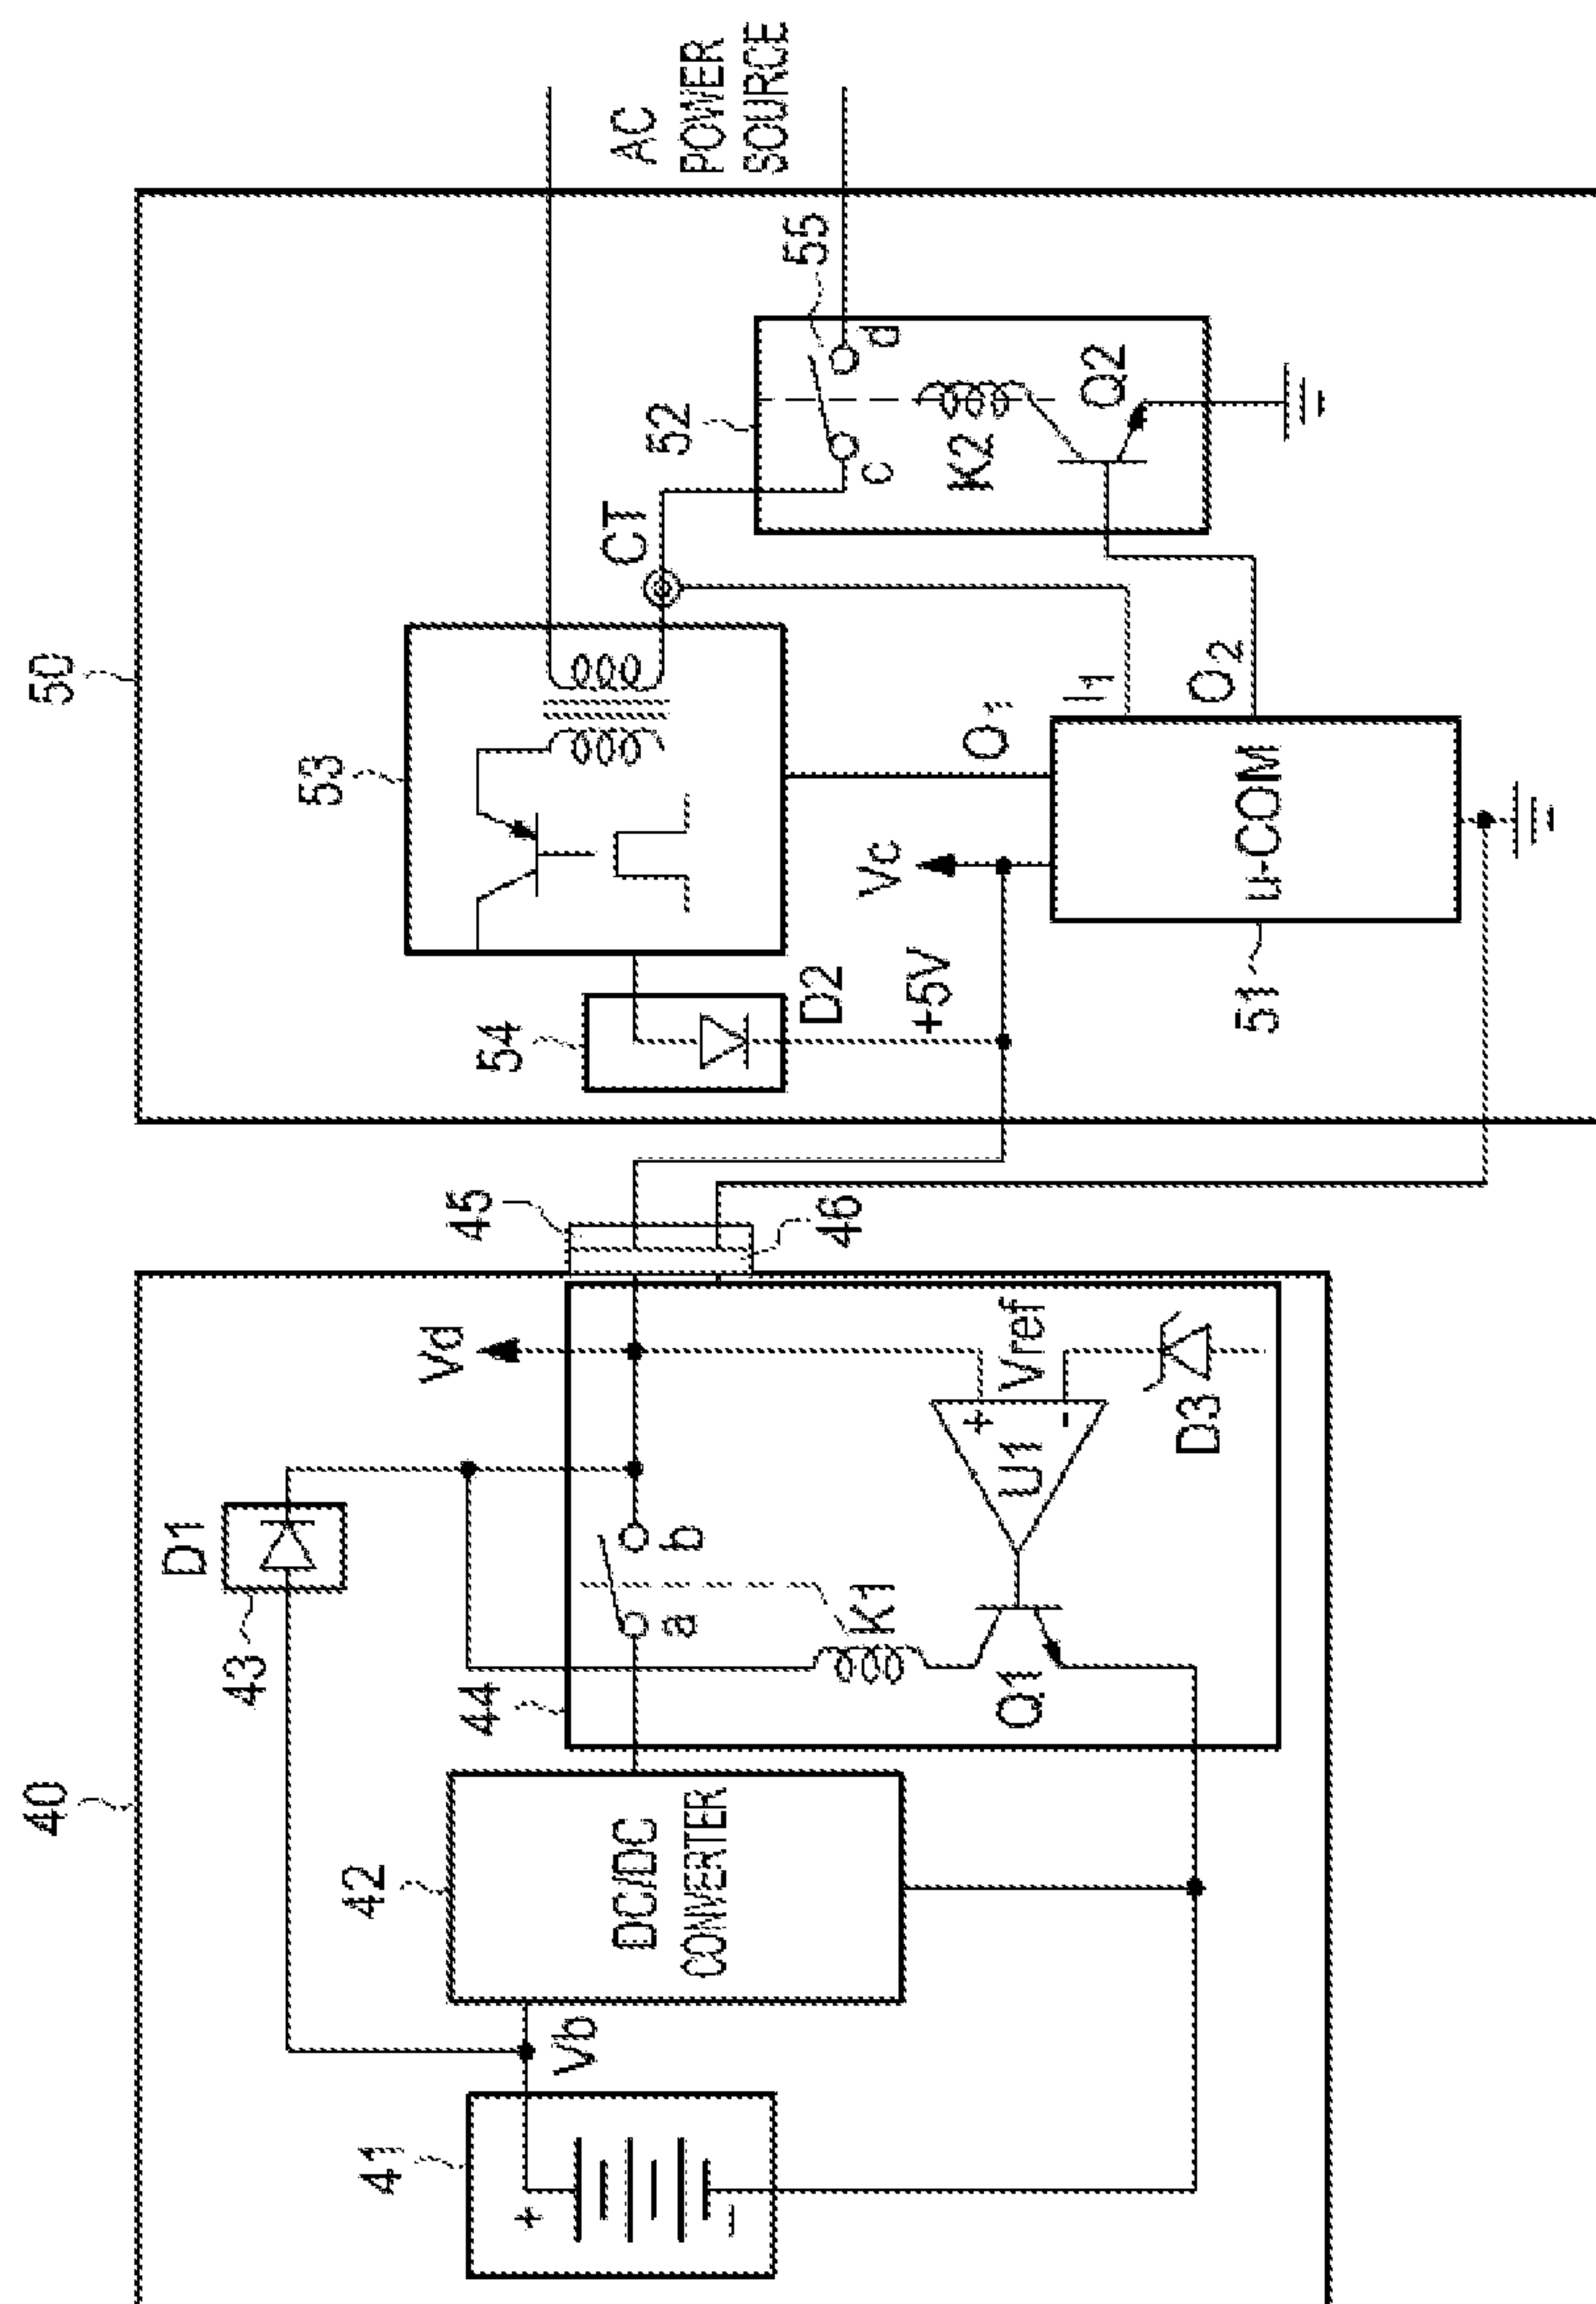 40
41
+
−
Vb
42
DC/DC
CONVERTER
43
D1
44
a
b
K1
Q1
U1
+
-
Vref
D3
Vd
45
46
50
54
D2
53
+5V
Vc
O1
I1
O2
u-COM
51
CT
52
c
d
55
K2
Q2
AC
POWER
SOURCE